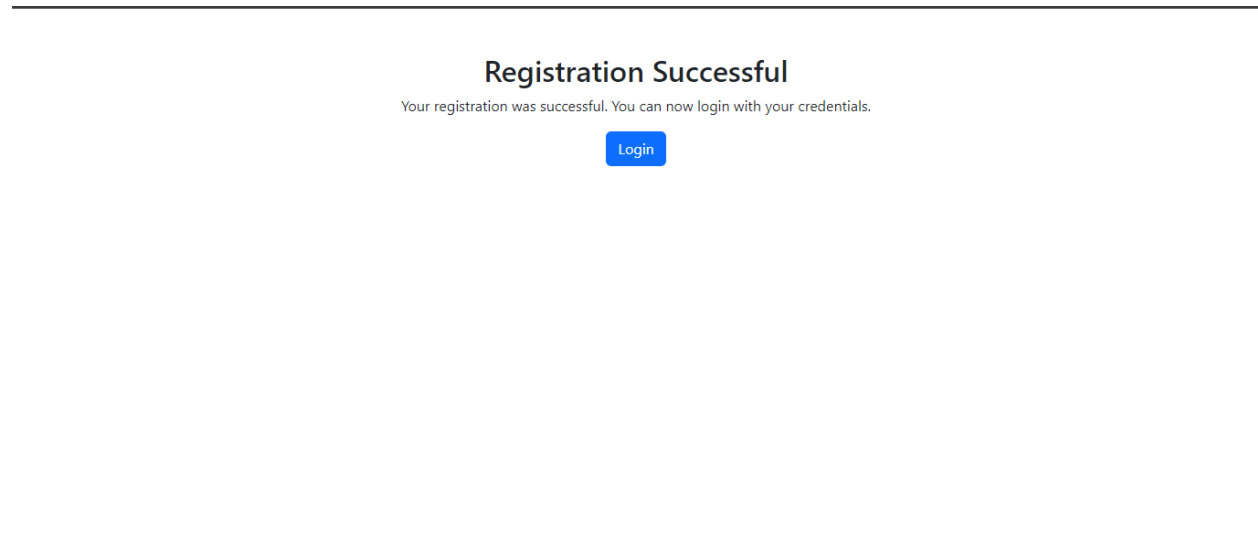 Registration Successful
Your registration was successful. You can now login with your credentials.
Login